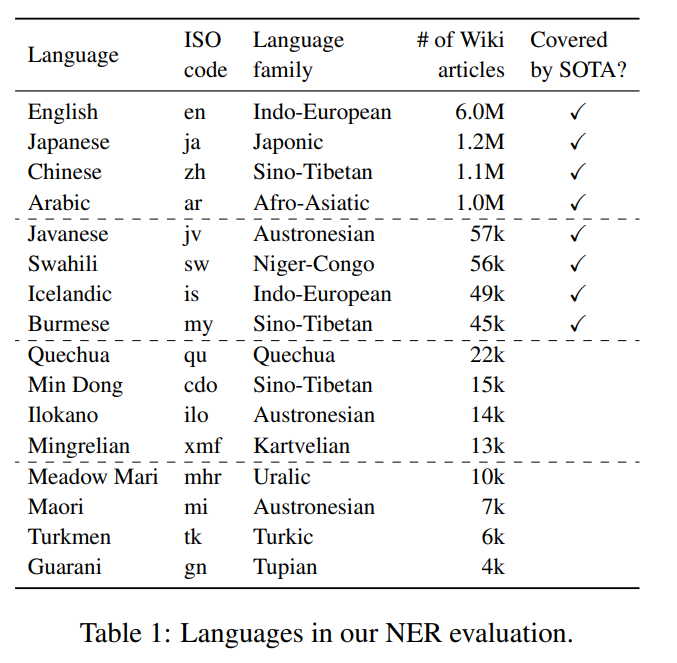 Language ISO code Language family # of Wiki articles Covered by SOTA?
English en Indo-European 6.0M ✓
Japanese ja Japonic 1.2M ✓
Chinese zh Sino-Tibetan 1.1M ✓
Arabic ar Afro-Asiatic 1.0M ✓
Javanese jv Austronesian 57k ✓
Swahili sw Niger-Congo 56k ✓
Icelandic is Indo-European 49k ✓
Burmese my Sino-Tibetan 45k ✓
Quechua qu Quechua 22k
Min Dong cdo Sino-Tibetan 15k
Ilokano ilo Austronesian 14k
Mingrelian xmf Kartvelian 13k
Meadow Mari mhr Uralic 10k
Maori mi Austronesian 7k
Turkmen tk Turkic 6k
Guarani gn Tupian 4k
Table 1: Languages in our NER evaluation.